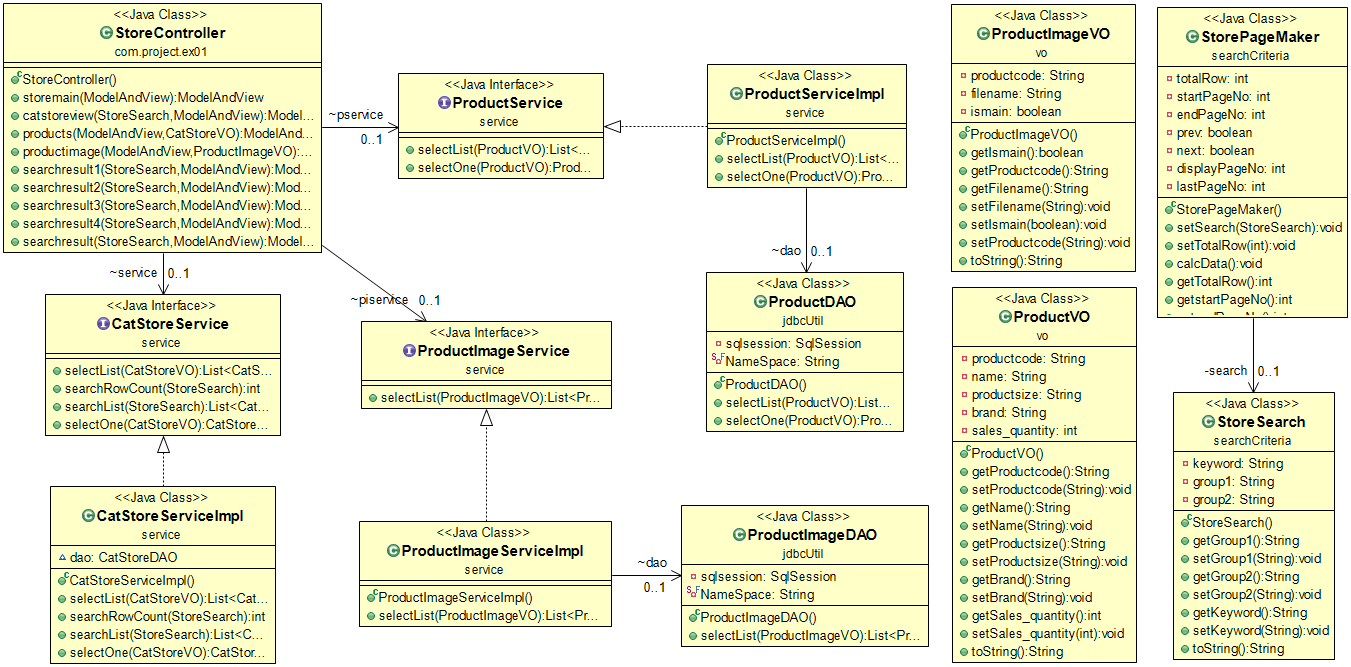 <<Java Class>>
StoreController
com.project.ex01
StoreController()
storemain(ModelAndView):ModelAndView
catstoreview(StoreSearch,ModelAndView):Model...
products(ModelAndView,CatStoreVO):ModelAnd...
productimage(ModelAndView,ProductImageVO):...
searchresult1(StoreSearch,ModelAndView):Mod...
searchresult2(StoreSearch,ModelAndView):Mod...
searchresult3(StoreSearch,ModelAndView):Mod...
searchresult4(StoreSearch,ModelAndView):Mod...
searchresult(StoreSearch,ModelAndView):Model...
~pservice
0..1
<<Java Interface>>
ProductService
service
selectList(ProductVO):List<...
selectOne(ProductVO):Prod...
<<Java Class>>
ProductServiceImpl
service
ProductServiceImpl()
selectList(ProductVO):List<...
selectOne(ProductVO):Pro...
~dao
0..1
<<Java Class>>
ProductDAO
jdbcUtil
sqlsession: SqlSession
NameSpace: String
ProductDAO()
selectList(ProductVO):List...
selectOne(ProductVO):Pro...
~service
0..1
<<Java Interface>>
CatStoreService
service
selectList(CatStoreVO):List<CatS...
searchRowCount(StoreSearch):int
searchList(StoreSearch):List<Cat...
selectOne(CatStoreVO):CatStore...
<<Java Class>>
CatStoreServiceImpl
service
dao: CatStoreDAO
CatStoreServiceImpl()
selectList(CatStoreVO):List<Cat...
searchRowCount(StoreSearch):int
searchList(StoreSearch):List<C...
selectOne(CatStoreVO):CatStor...
~piservice
0..1
<<Java Interface>>
ProductImageService
service
selectList(ProductImageVO):List<Pr...
<<Java Class>>
ProductImageServiceImpl
service
ProductImageServiceImpl()
selectList(ProductImageVO):List<Pr...
~dao
0..1
<<Java Class>>
ProductImageDAO
jdbcUtil
sqlsession: SqlSession
NameSpace: String
ProductImageDAO()
selectList(ProductImageVO):List<Pr...
<<Java Class>>
ProductImageVO
vo
productcode: String
filename: String
ismain: boolean
ProductImageVO()
getIsmain():boolean
getProductcode():String
getFilename():String
setFilename(String):void
setIsmain(boolean):void
setProductcode(String):void
toString():String
<<Java Class>>
ProductVO
vo
productcode: String
name: String
productsize: String
brand: String
sales_quantity: int
ProductVO()
getProductcode():String
setProductcode(String):void
getName():String
setName(String):void
getProductsize():String
setProductsize(String):void
getBrand():String
setBrand(String):void
getSales_quantity():int
setSales_quantity(int):void
toString():String
<<Java Class>>
StorePageMaker
searchCriteria
totalRow: int
startPageNo: int
endPageNo: int
prev: boolean
next: boolean
displayPageNo: int
lastPageNo: int
StorePageMaker()
setSearch(StoreSearch):void
setTotalRow(int):void
calcData():void
getTotalRow():int
getstartPageNo():int
-search
0..1
<<Java Class>>
StoreSearch
searchCriteria
keyword: String
group1: String
group2: String
StoreSearch()
getGroup1():String
setGroup1(String):void
getGroup2():String
setGroup2(String):void
getKeyword():String
setKeyword(String):void
toString():String